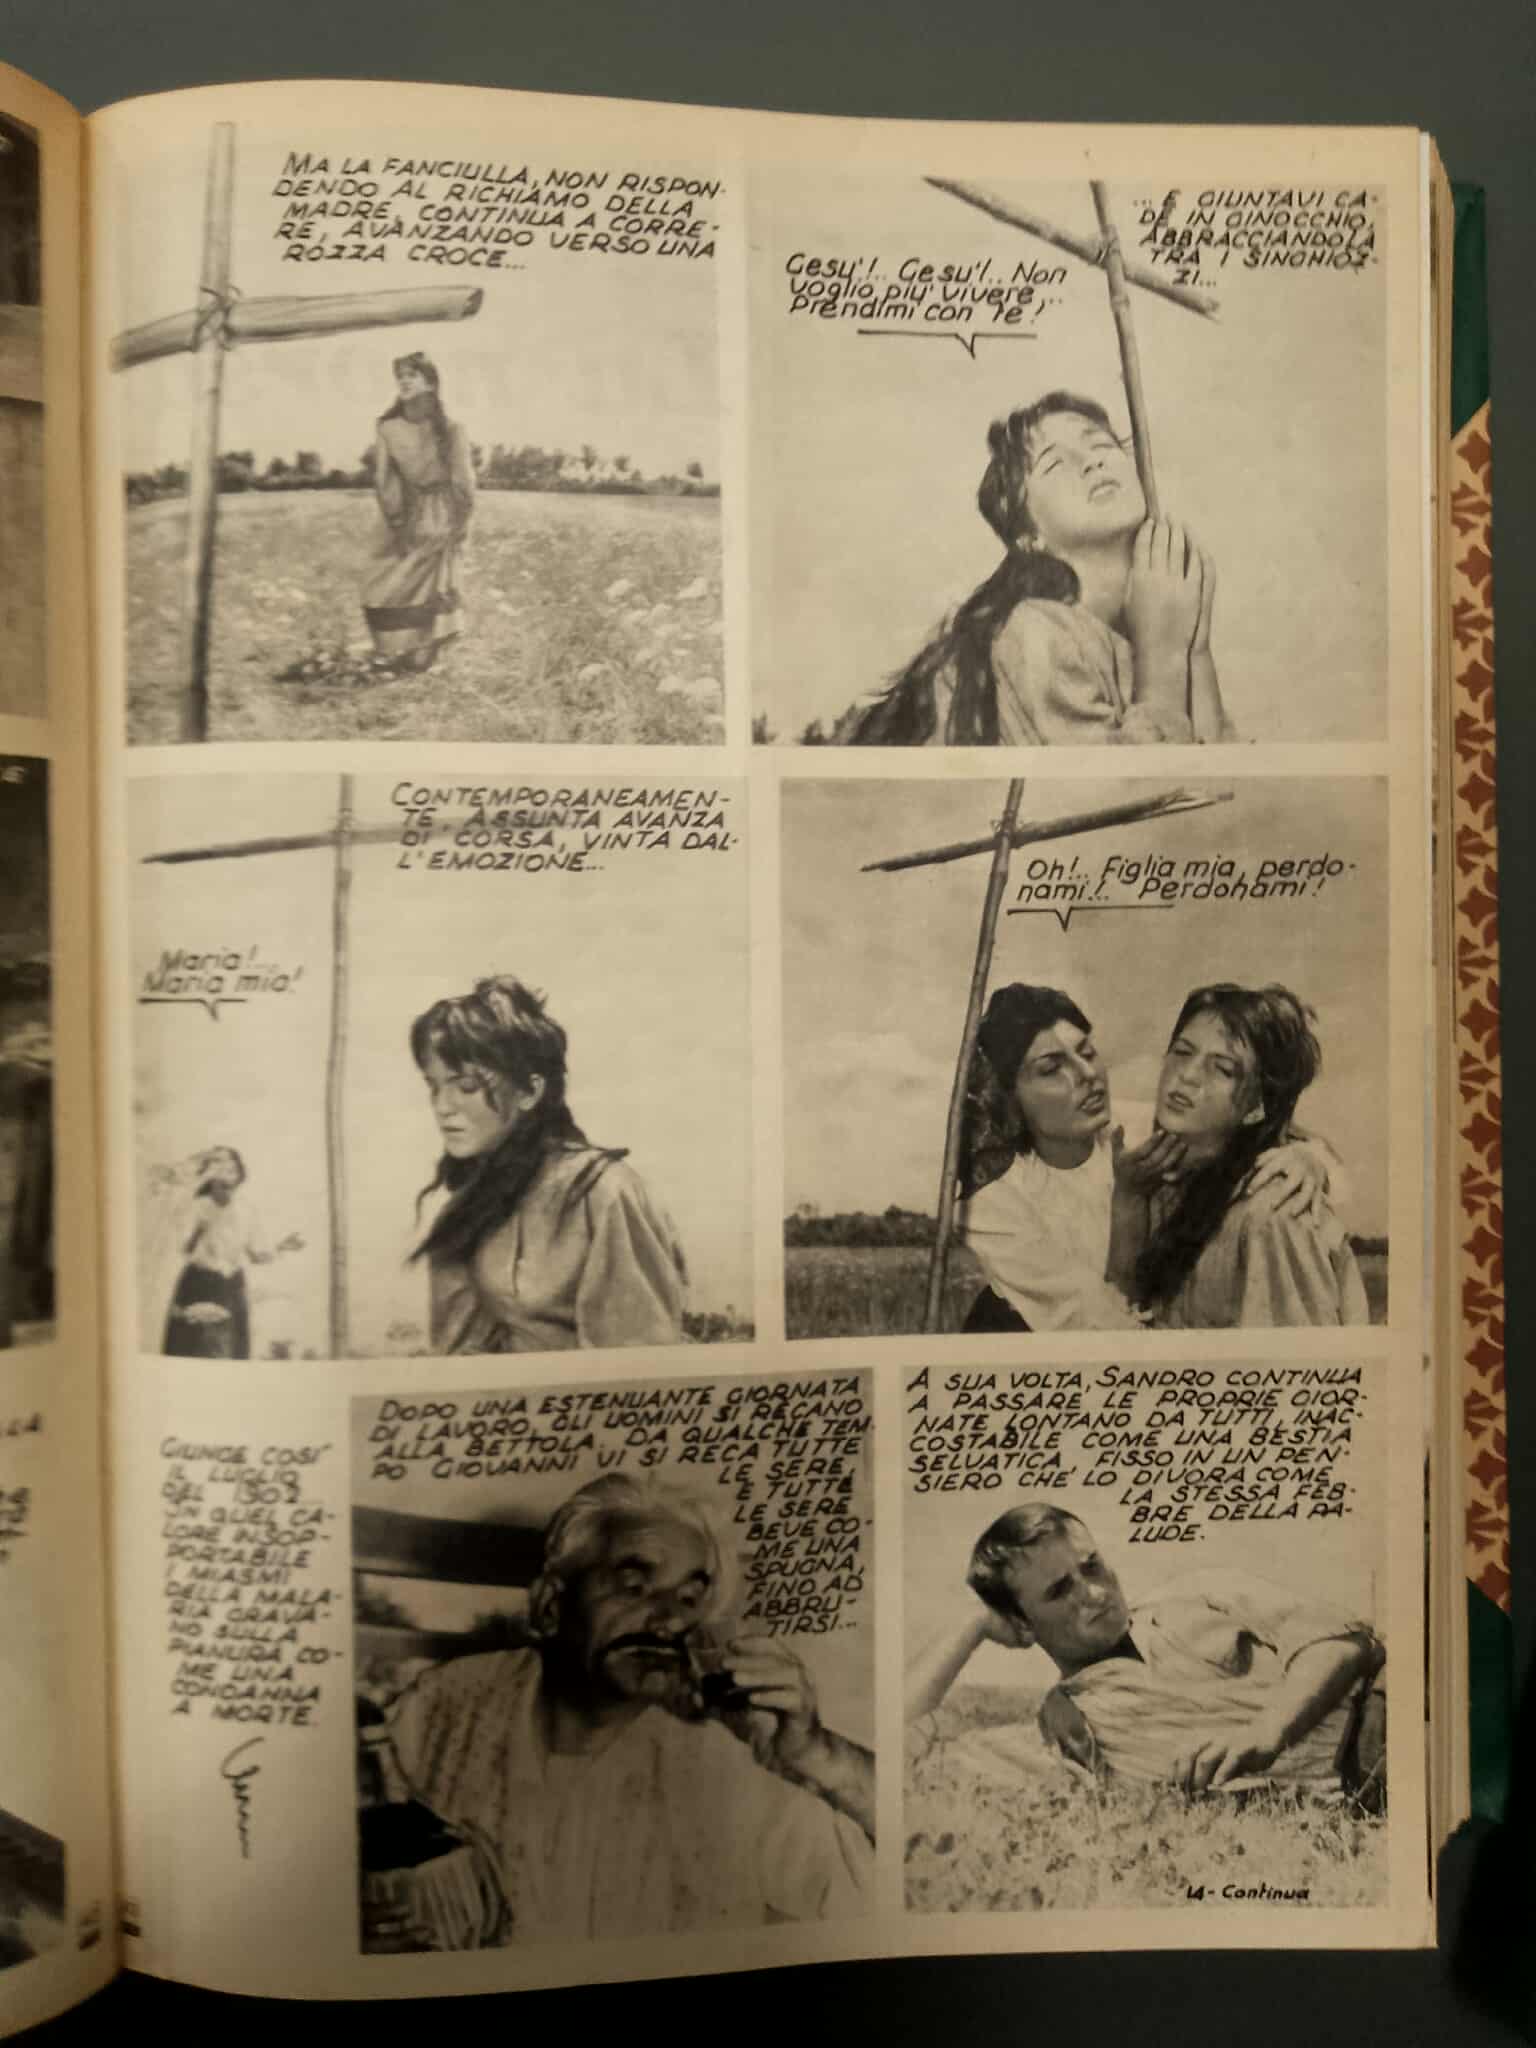 MA LA FANCIULLA, NON RISPON-
DENDO AL RICHIAMO DELLA
MADRE, CONTINUA A CORRE-
RE, AVANZANDO VERSO UNA
ROZZA CROCE...
... E GIUNTAVI CA-
DE IN GINOCCHIO,
ABBRACCIANDOLA
TRA I SINGHIOZ-
ZI...
Gesu'!.. Gesu'!.. Non
voglio piu' vivere...
Prendimi con te!
CONTEMPORANEAMEN-
TE, ASSUNTA AVANZA
DI CORSA, VINTA DAL-
L'EMOZIONE...
Maria!...
Maria mia!
Oh!.. Figlia mia, perdo-
nami!.. Perdonami!
GIUNGE COSI'
IL LUGLIO
DEL 1902
IN QUEL CA-
LORE INSOP-
PORTABILE
I MIASMI
DELLA MALA-
RIA GRAVA-
NO SULLA
PIANURA CO-
ME UNA
CONDANNA
A MORTE.
DOPO UNA ESTENUANTE GIORNATA
DI LAVORO, GLI UOMINI SI RECANO
ALLA BETTOLA. DA QUALCHE TEM-
PO GIOVANNI VI SI RECA TUTTE
LE SERE,
E TUTTE
LE SERE
BEVE CO-
ME UNA
SPUGNA,
FINO AD
ABBRU-
TIRSI...
A SUA VOLTA, SANDRO CONTINUA
A PASSARE LE PROPRIE GIOR-
NATE LONTANO DA TUTTI, INAC-
COSTABILE COME UNA BESTIA
SELVATICA, FISSO IN UN PEN-
SIERO CHE LO DIVORA COME
LA STESSA FEB-
BRE DELLA PA-
LUDE.
14 - Continua